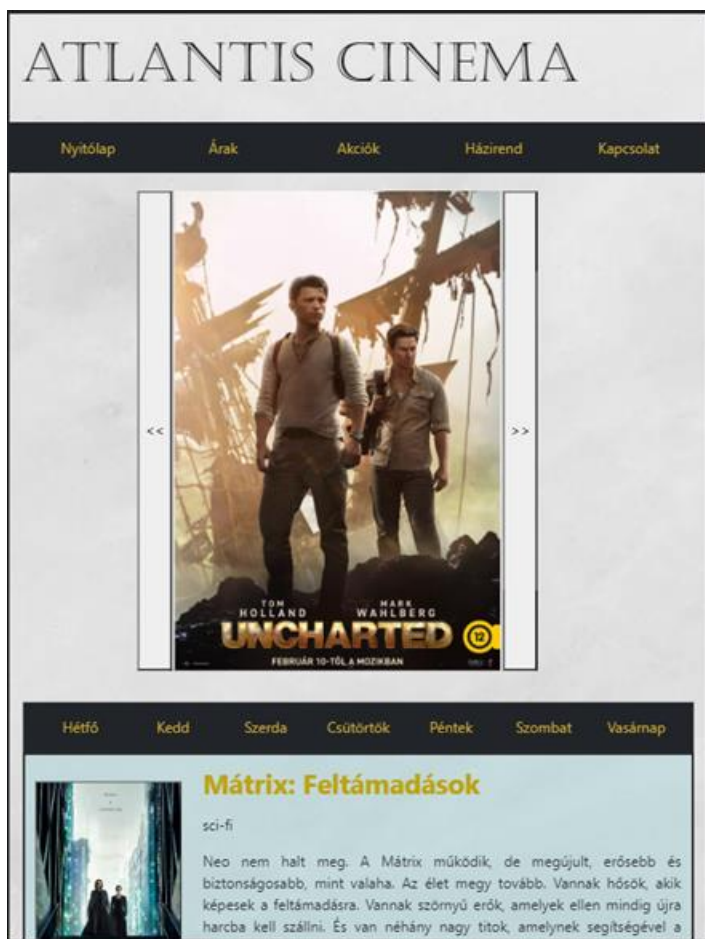 ATLANTIS CINEMA
Nyitólap Árak Akciók Házirend Kapcsolat
<<
>>
TOM HOLLAND MARK WAHLBERG
UNCHARTED
12
FEBRUÁR 10-TŐL A MOZIKBAN
Hétfő Kedd Szerda Csütörtök Péntek Szombat Vasárnap
Mátrix: Feltámadások
sci-fi
Neo nem halt meg. A Mátrix működik, de megújult, erősebb és
biztonságosabb, mint valaha. Az élet megy tovább. Vannak hősök, akik
képesek a feltámadásra. Vannak szörnyű erők, amelyek ellen mindig újra
harcba kell szállni. És van néhány nagy titok, amelynek segítségével a